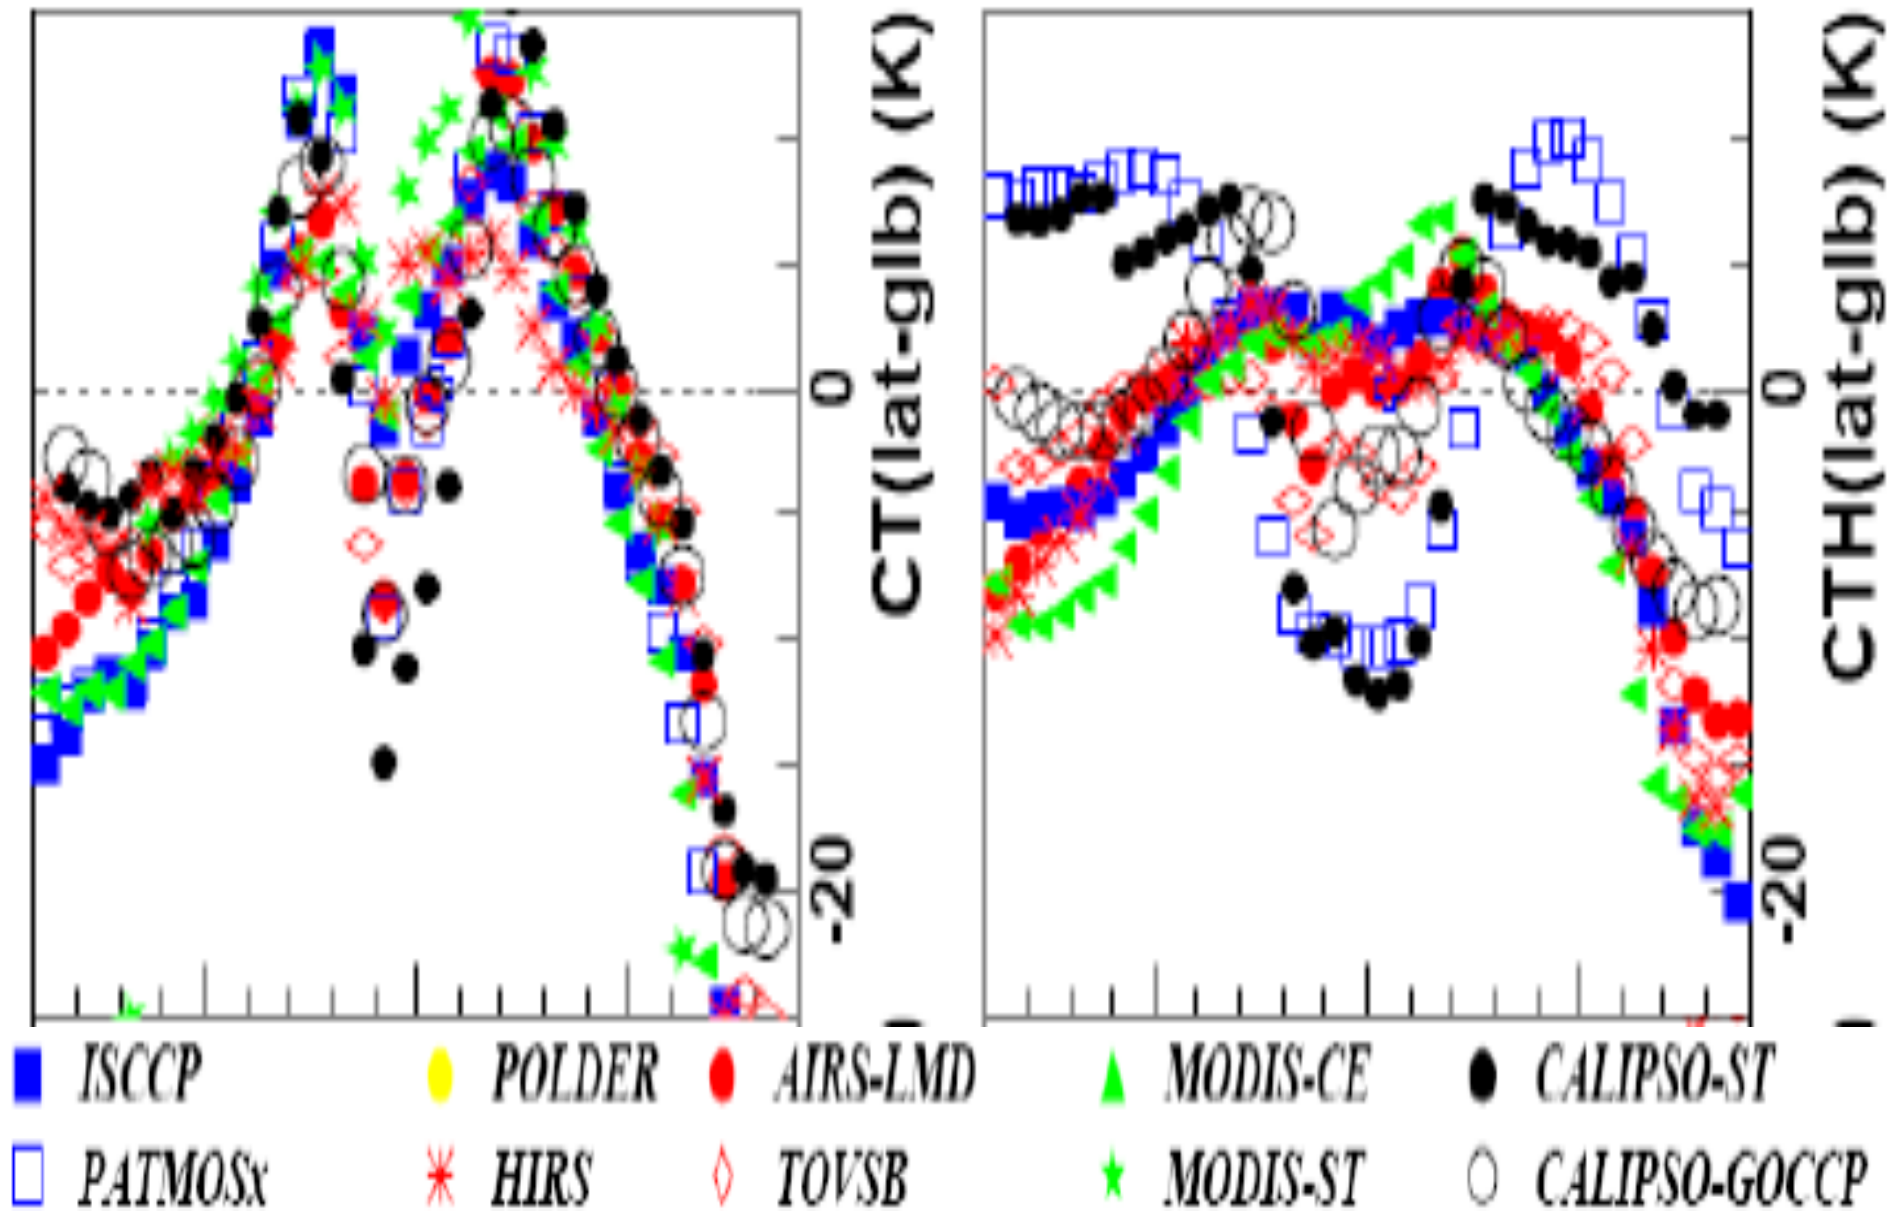 CT(lat-glb) (K)
0
-20
CTH(lat-glb) (K)
0
-20
ISCCP POLDER AIRS-LMD MODIS-CE CALIPSO-ST
PATMOSx HIRS TOVSB MODIS-ST CALIPSO-GOCCP